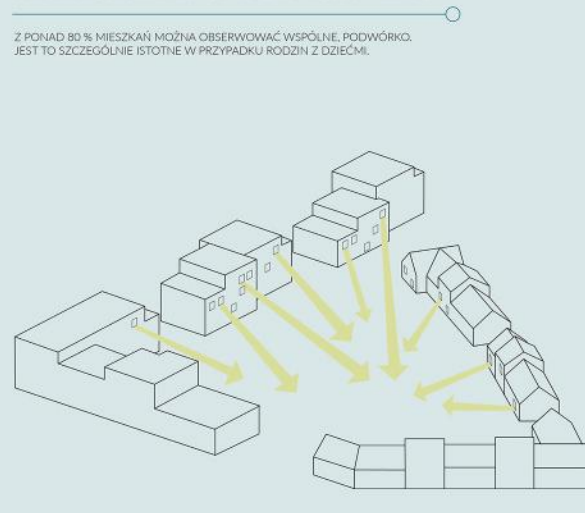 Z PONAD 80 % MIESZKAŃ MOŻNA OBSERWOWAĆ WSPÓLNE, PODWÓRKO.
JEST TO SZCZEGÓLNIE ISTOTNE W PRZYPADKU RODZIN Z DZIEĆMI.